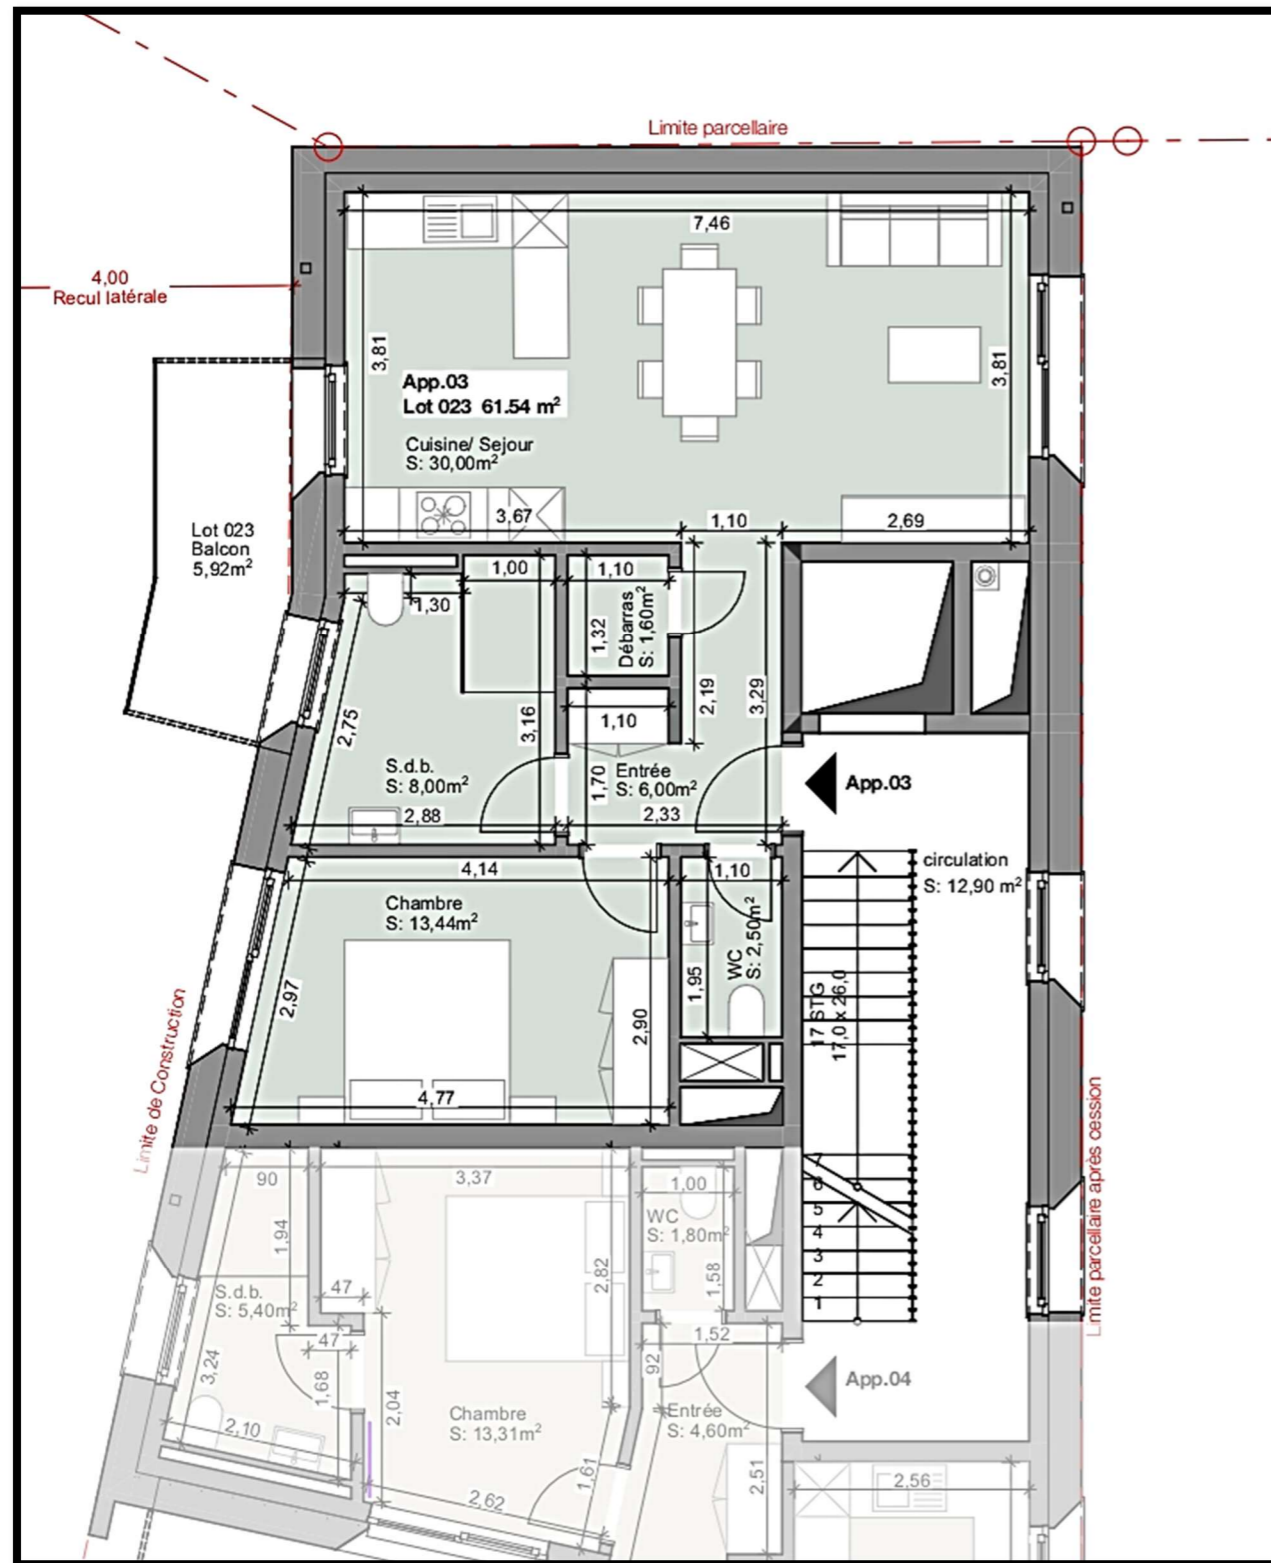 Limite parcellaire
7,46
4,00
Recul latérale
3,81
3,81
App.03
Lot 023 61.54 m²
Cuisine/ Sejour
S: 30,00m²
3,67
1,10
2,69
Lot 023
Balcon
5,92m²
1,00
1,10
1,30
1,32
Débarras
S: 1,60m²
2,19
3,29
2,75
3,16
1,10
S.d.b.
S: 8,00m²
1,70
Entrée
S: 6,00m²
App.03
2,88
2,33
4,14
1,10
circulation
S: 12,90 m²
Chambre
S: 13,44m²
WC
S: 2,50m²
1,95
2,97
2,90
17 STG
17,0 x 26,0
4,77
Limite de Construction
Limite parcellaire après cession
90
3,37
1,00
7
6
5
4
3
2
1
1,94
WC
S: 1,80m²
2,82
1,58
S.d.b.
S: 5,40m²
47
47
1,52
3,24
1,68
2,04
92
App.04
Chambre
S: 13,31m²
Entrée
S: 4,60m²
2,10
1,61
2,51
2,56
2,62